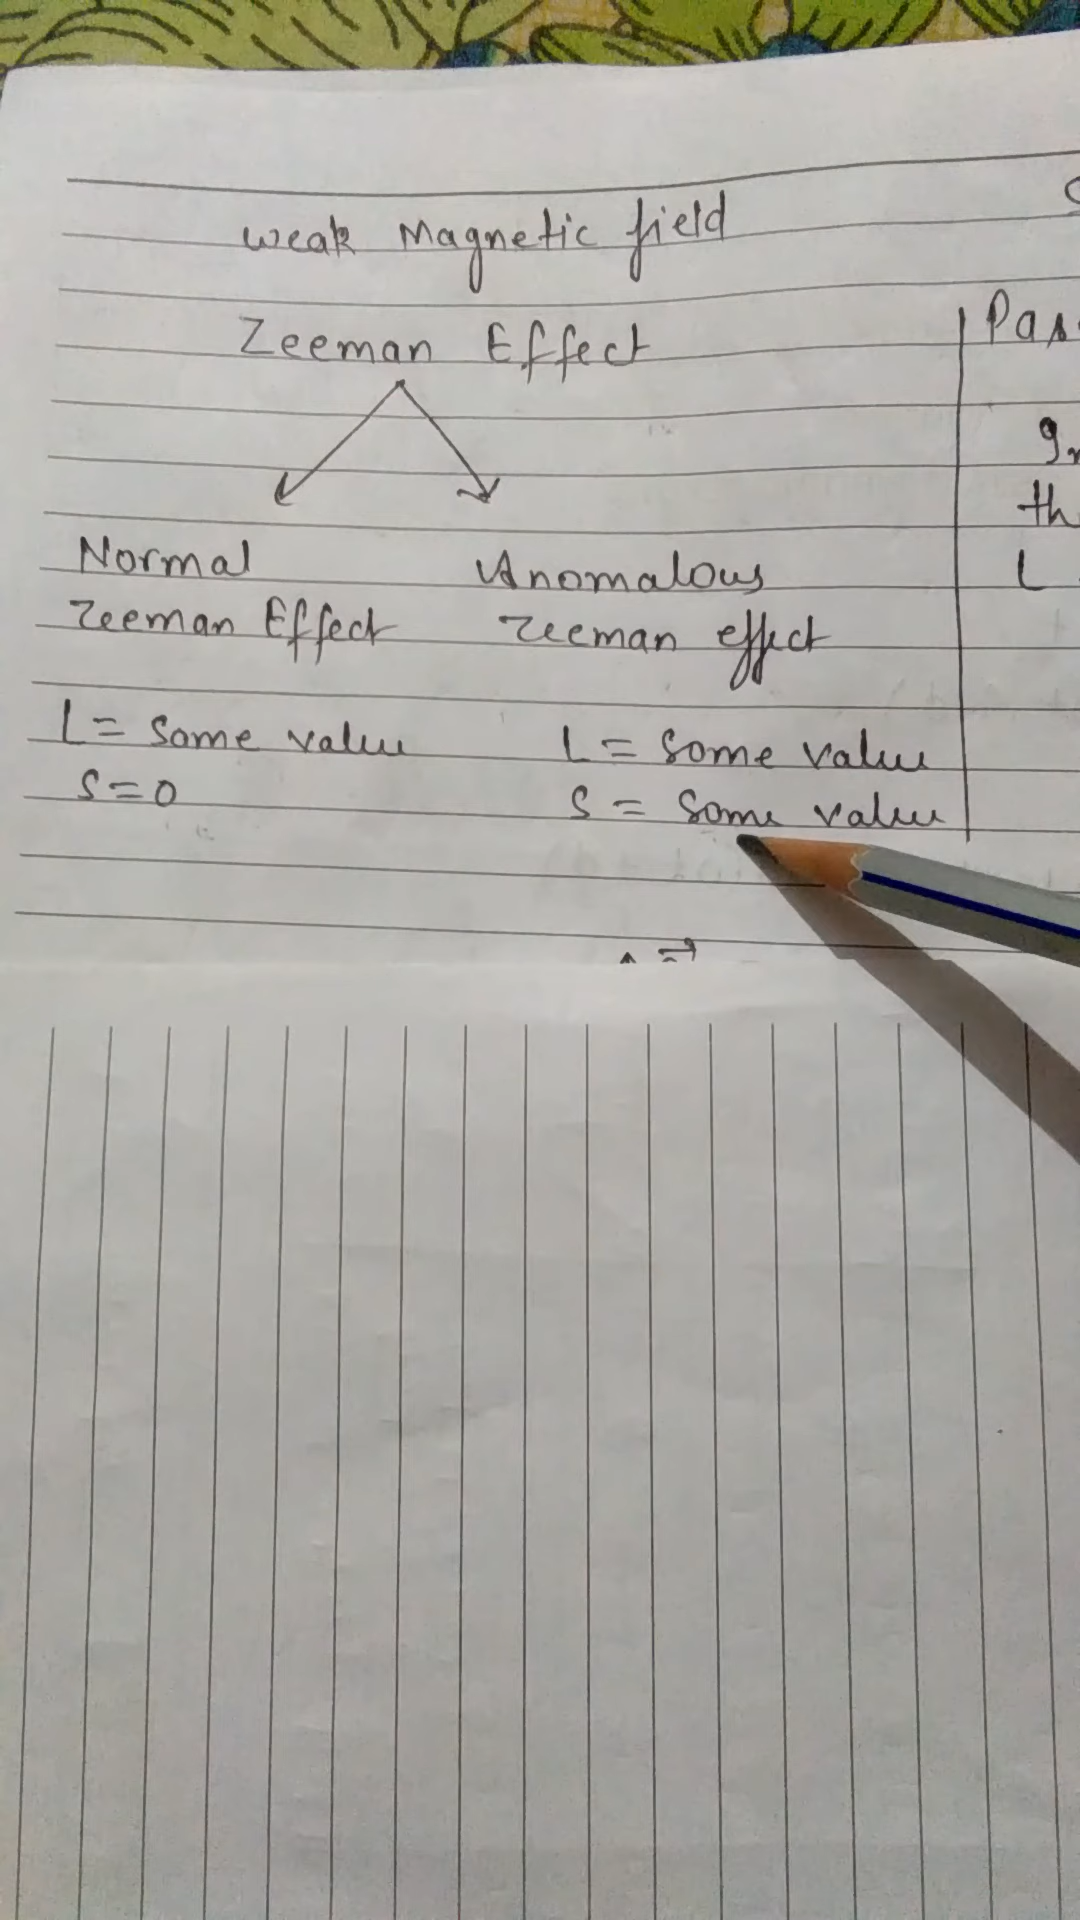 weak Magnetic field
Zeeman Effect
Normal Anomalous
Zeeman Effect Zeeman effect
L = some value L = some value
S=0 S = some value
Pas
th
L